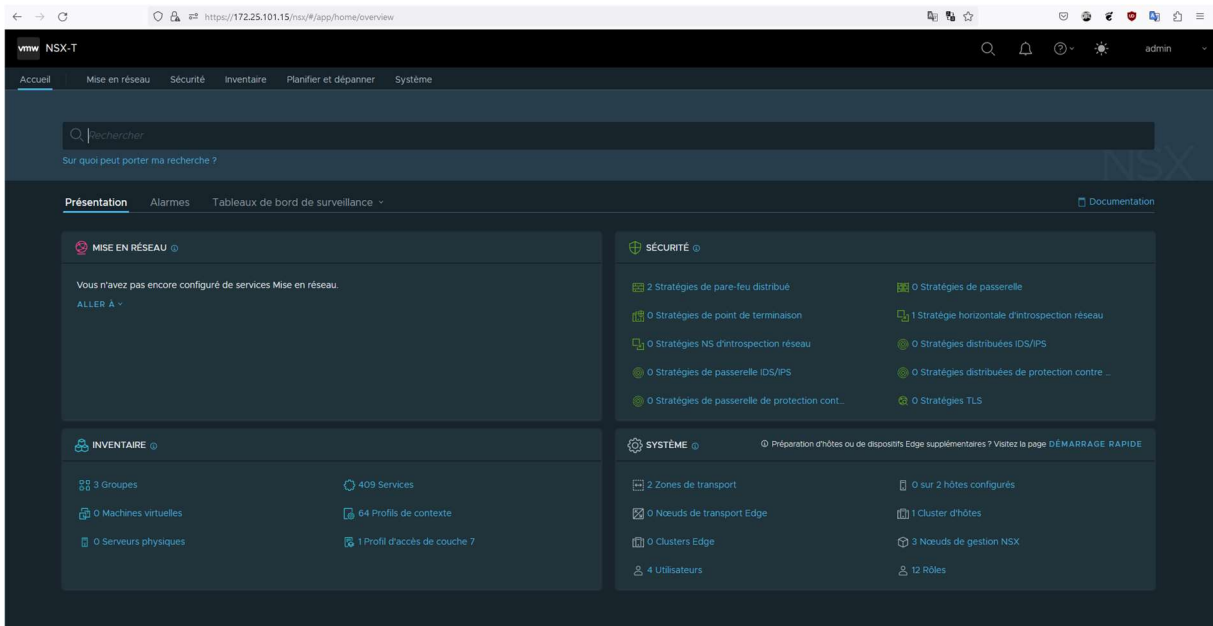 https://172.25.101.15/nsx/#/app/home/overview
vmw NSX-T
admin
Accueil Mise en réseau Sécurité Inventaire Planifier et dépanner Système
Rechercher
Sur quoi peut porter ma recherche ?
NSX
Présentation Alarmes Tableaux de bord de surveillance
Documentation
MISE EN RÉSEAU
Vous n'avez pas encore configuré de services Mise en réseau.
ALLER À
SÉCURITÉ
2 Stratégies de pare-feu distribué
0 Stratégies de passerelle
0 Stratégies de point de terminaison
1 Stratégie horizontale d'introspection réseau
0 Stratégies NS d'introspection réseau
0 Stratégies distribuées IDS/IPS
0 Stratégies de passerelle IDS/IPS
0 Stratégies distribuées de protection contre ...
0 Stratégies de passerelle de protection cont...
0 Stratégies TLS
INVENTAIRE
3 Groupes
409 Services
0 Machines virtuelles
64 Profils de contexte
0 Serveurs physiques
1 Profil d'accès de couche 7
SYSTÈME
Préparation d'hôtes ou de dispositifs Edge supplémentaires ? Visitez la page DÉMARRAGE RAPIDE
2 Zones de transport
0 sur 2 hôtes configurés
0 Nœuds de transport Edge
1 Cluster d'hôtes
0 Clusters Edge
3 Nœuds de gestion NSX
4 Utilisateurs
12 Rôles